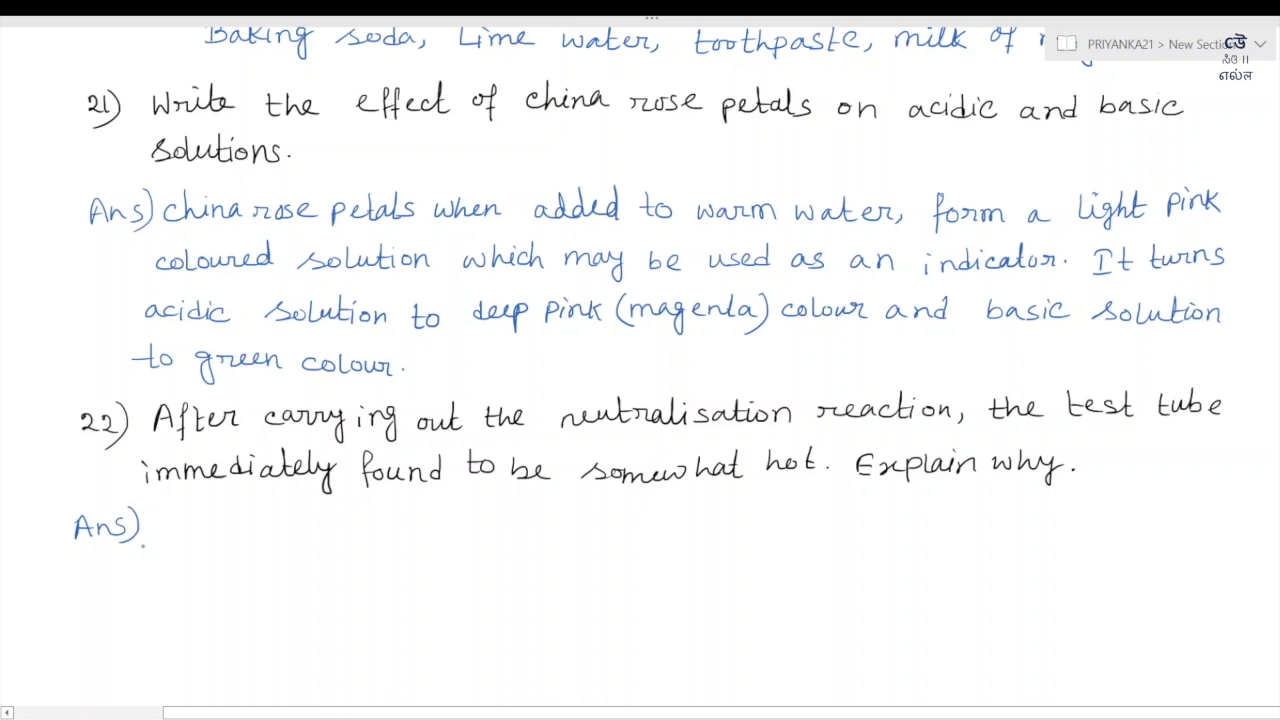 Baking soda, Lime water, toothpaste, milk of
PRIYANKA21 > New Section
21) Write the effect of china rose petals on acidic and basic
solutions.
Ans) China rose petals when added to warm water, form a light pink
coloured solution which may be used as an indicator. It turns
acidic solution to deep pink (magenta) colour and basic solution
to green colour.
22) After carrying out the neutralisation reaction, the test tube
immediately found to be somewhat hot. Explain why.
Ans)